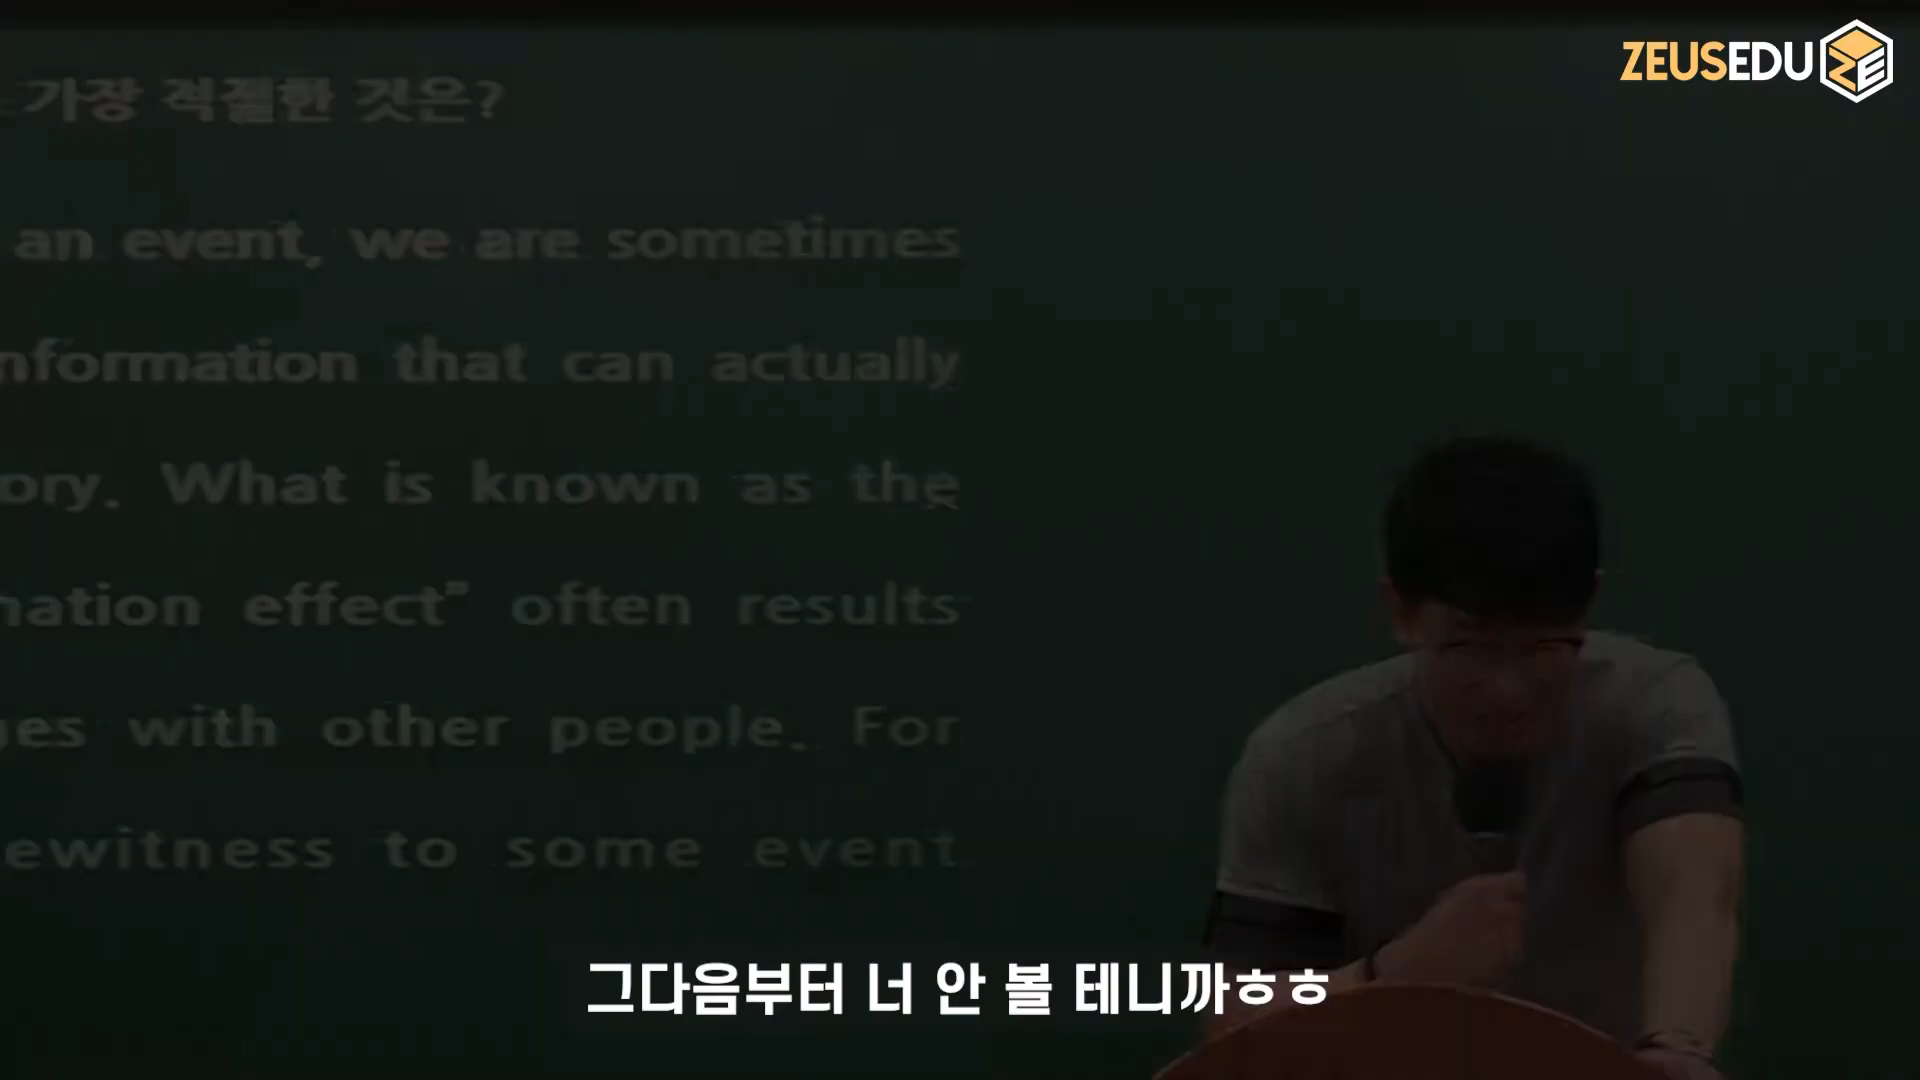 ZEUSEDU
가장 적절한 것은?
an event, we are sometimes
nformation that can actually
ory. What is known as the
nation effect" often results
ges with other people. For
ewitness to some event
그다음부터 너 안 볼 테니까ㅎㅎ